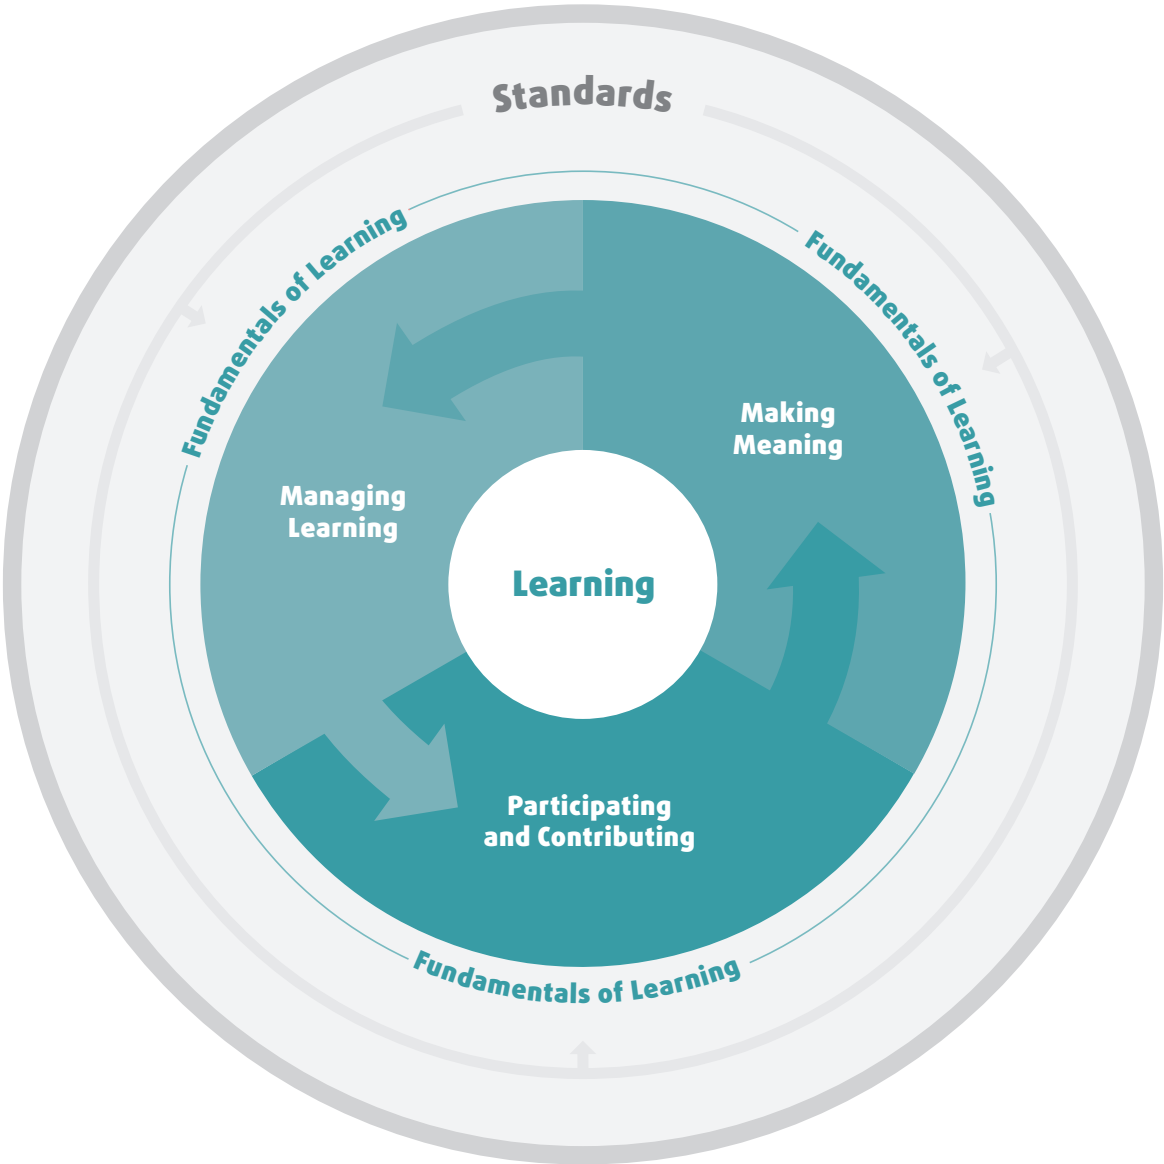 Standards
Fundamentals of Learning
Fundamentals of Learning
Making
Meaning
Managing
Learning
Learning
Participating
and Contributing
Fundamentals of Learning